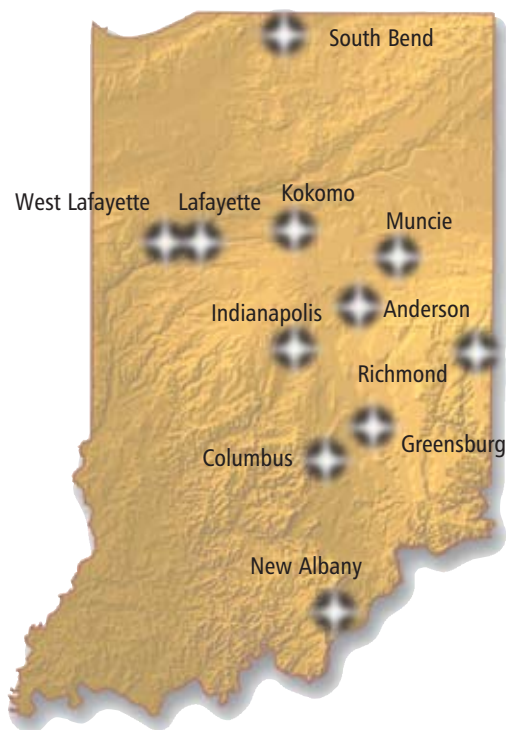 South Bend
Kokomo
West Lafayette
Lafayette
Muncie
Indianapolis
Anderson
Richmond
Greensburg
Columbus
New Albany